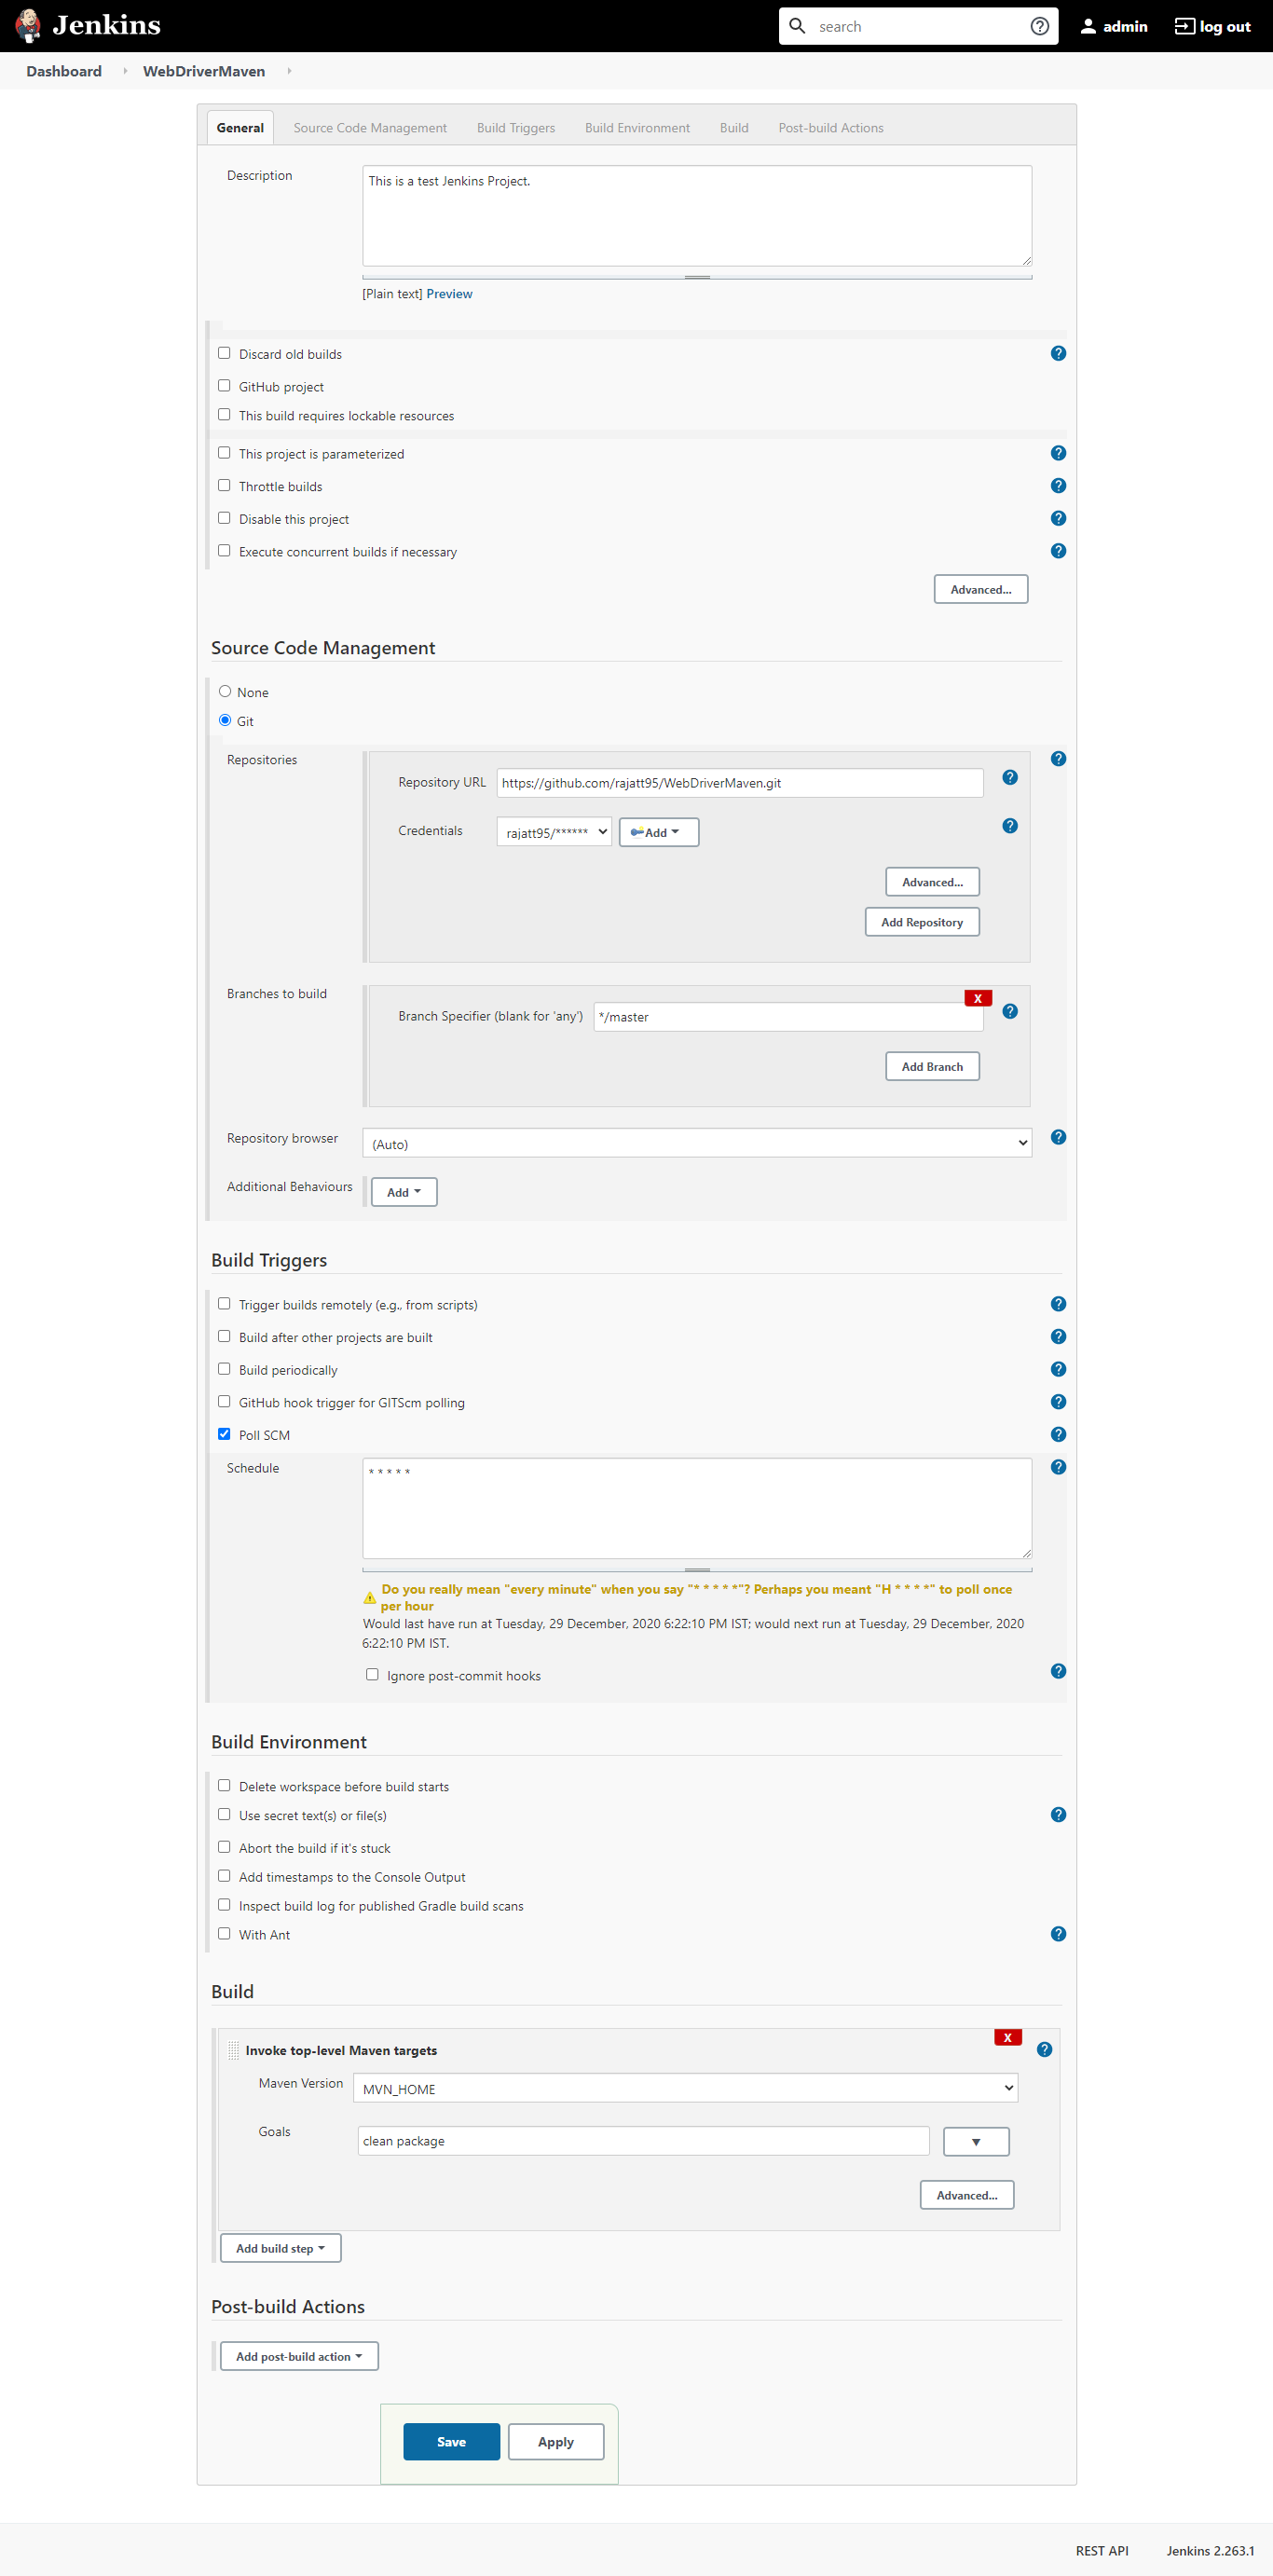 Jenkins
search
admin
log out
Dashboard
WebDriverMaven
General
Source Code Management
Build Triggers
Build Environment
Build
Post-build Actions
Description
This is a test Jenkins Project.
[Plain text] Preview
Discard old builds
GitHub project
This build requires lockable resources
This project is parameterized
Throttle builds
Disable this project
Execute concurrent builds if necessary
Advanced...
Source Code Management
None
Git
Repositories
Repository URL
https://github.com/rajatt95/WebDriverMaven.git
Credentials
rajatt95/******
Add
Advanced...
Add Repository
Branches to build
X
Branch Specifier (blank for 'any')
*/master
Add Branch
Repository browser
(Auto)
Additional Behaviours
Add
Build Triggers
Trigger builds remotely (e.g., from scripts)
Build after other projects are built
Build periodically
GitHub hook trigger for GITScm polling
Poll SCM
Schedule
* * * * *
Do you really mean "every minute" when you say "* * * * *"? Perhaps you meant "H * * * *" to poll once
per hour
Would last have run at Tuesday, 29 December, 2020 6:22:10 PM IST; would next run at Tuesday, 29 December, 2020
6:22:10 PM IST.
Ignore post-commit hooks
Build Environment
Delete workspace before build starts
Use secret text(s) or file(s)
Abort the build if it's stuck
Add timestamps to the Console Output
Inspect build log for published Gradle build scans
With Ant
Build
X
Invoke top-level Maven targets
Maven Version
MVN_HOME
Goals
clean package
Advanced...
Add build step
Post-build Actions
Add post-build action
Save
Apply
REST API
Jenkins 2.263.1